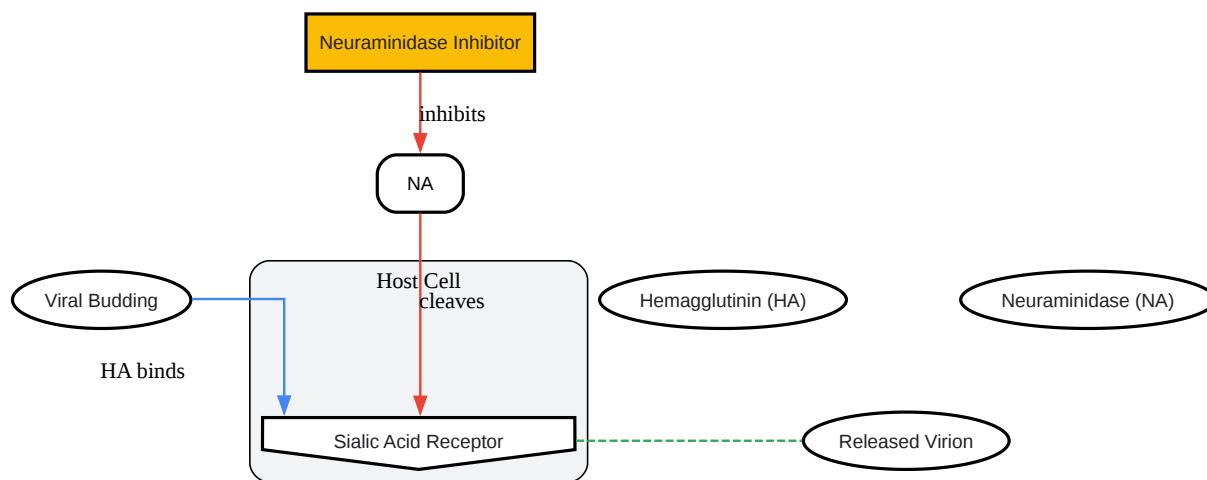 Neuraminidase Inhibitor
inhibits
NA
Host Cell
cleaves
Viral Budding
Hemagglutinin (HA)
Neuraminidase (NA)
HA binds
Sialic Acid Receptor
Released Virion